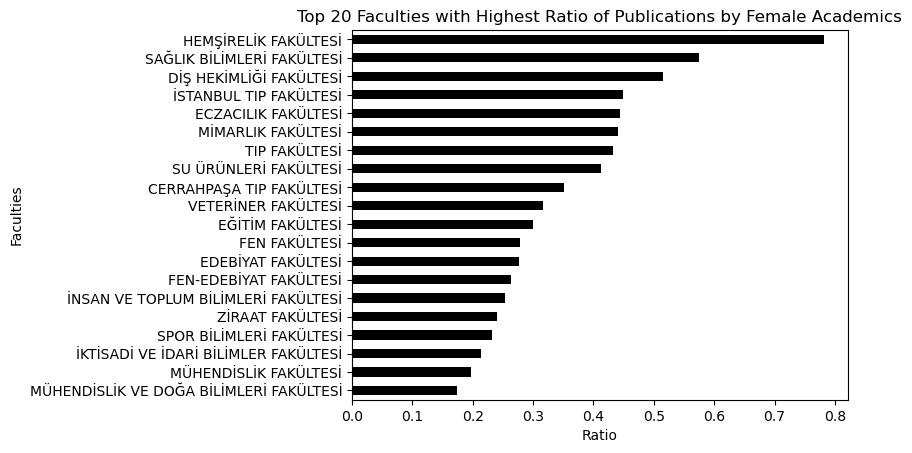 Top 20 Faculties with Highest Ratio of Publications by Female Academics
HEMŞİRELİK FAKÜLTESİ
SAĞLIK BİLİMLERİ FAKÜLTESİ
DİŞ HEKİMLİĞİ FAKÜLTESİ
İSTANBUL TIP FAKÜLTESİ
ECZACILIK FAKÜLTESİ
MİMARLIK FAKÜLTESİ
TIP FAKÜLTESİ
SU ÜRÜNLERİ FAKÜLTESİ
CERRAHPAŞA TIP FAKÜLTESİ
VETERİNER FAKÜLTESİ
EĞİTİM FAKÜLTESİ
FEN FAKÜLTESİ
EDEBİYAT FAKÜLTESİ
FEN-EDEBİYAT FAKÜLTESİ
İNSAN VE TOPLUM BİLİMLERİ FAKÜLTESİ
ZİRAAT FAKÜLTESİ
SPOR BİLİMLERİ FAKÜLTESİ
İKTİSADİ VE İDARİ BİLİMLER FAKÜLTESİ
MÜHENDİSLİK FAKÜLTESİ
MÜHENDİSLİK VE DOĞA BİLİMLERİ FAKÜLTESİ
Faculties
0.0 0.1 0.2 0.3 0.4 0.5 0.6 0.7 0.8
Ratio